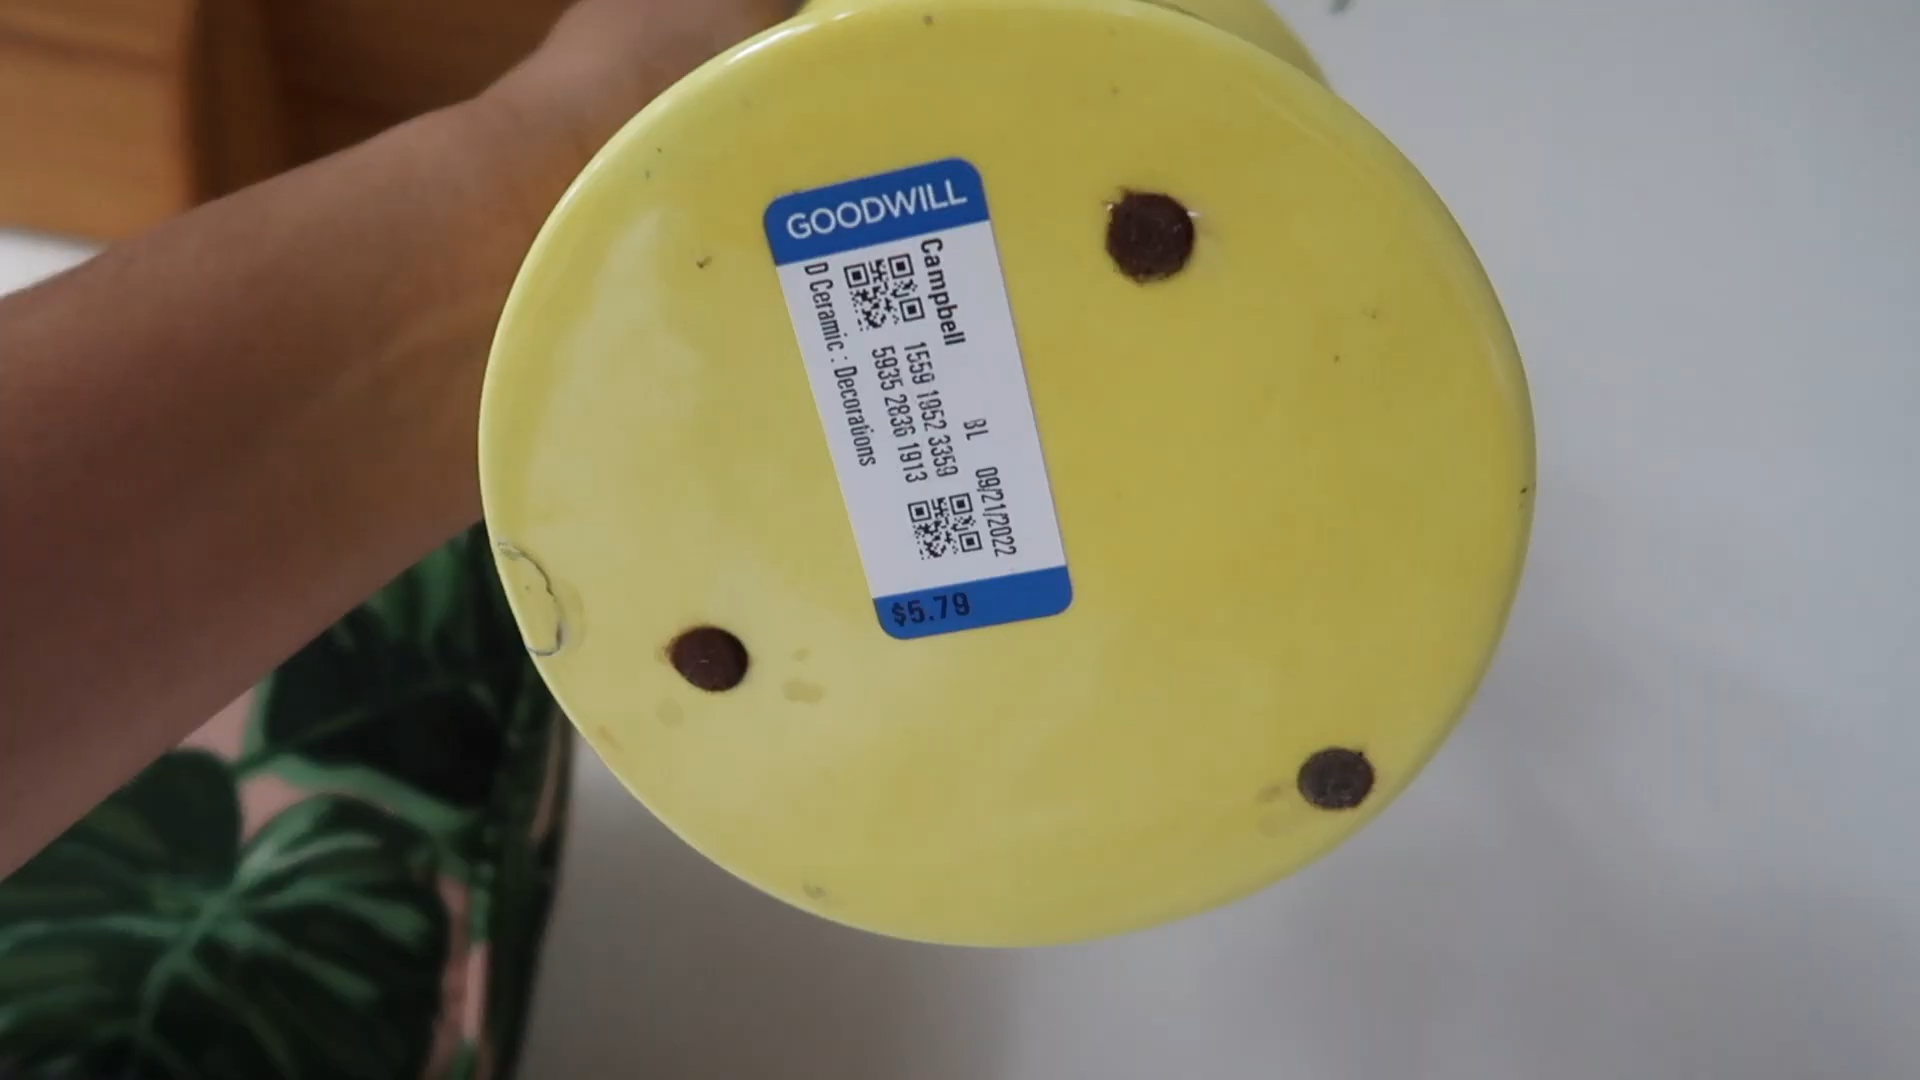 GOODWILL
Campbell
BL 09/21/2022
1559 1952 3359
5935 2836 1913
D Ceramic : Decorations
$5.79